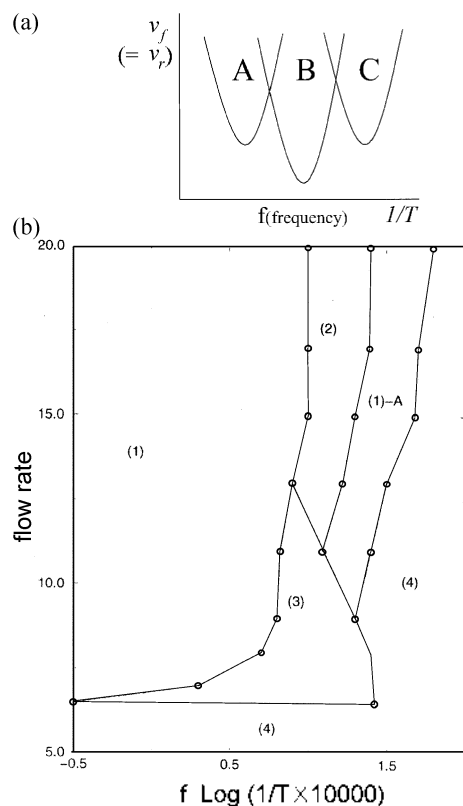 (a)
v_f
(= v_r)
A B C
f(frequency) 1/T
(b)
20.0
(2)
(1)-A
15.0
(1)
flow rate
10.0
(4)
(3)
(4)
5.0
-0.5 0.5 1.5
f Log (1/T×10000)